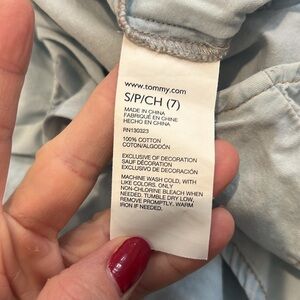 www.tommy.com
S/P/CH (7)
MADE IN CHINA
FABRIQUÉ EN CHINE
HECHO EN CHINA
RN130323
100% COTTON
COTON/ALGODÓN
EXCLUSIVE OF DECORATION
SAUF DÉCORATION
EXCLUSIVO DE DECORACIÓN
MACHINE WASH COLD, WITH
LIKE COLORS. ONLY
NON-CHLORINE BLEACH WHEN
NEEDED. TUMBLE DRY LOW,
REMOVE PROMPTLY. WARM
IRON IF NEEDED.